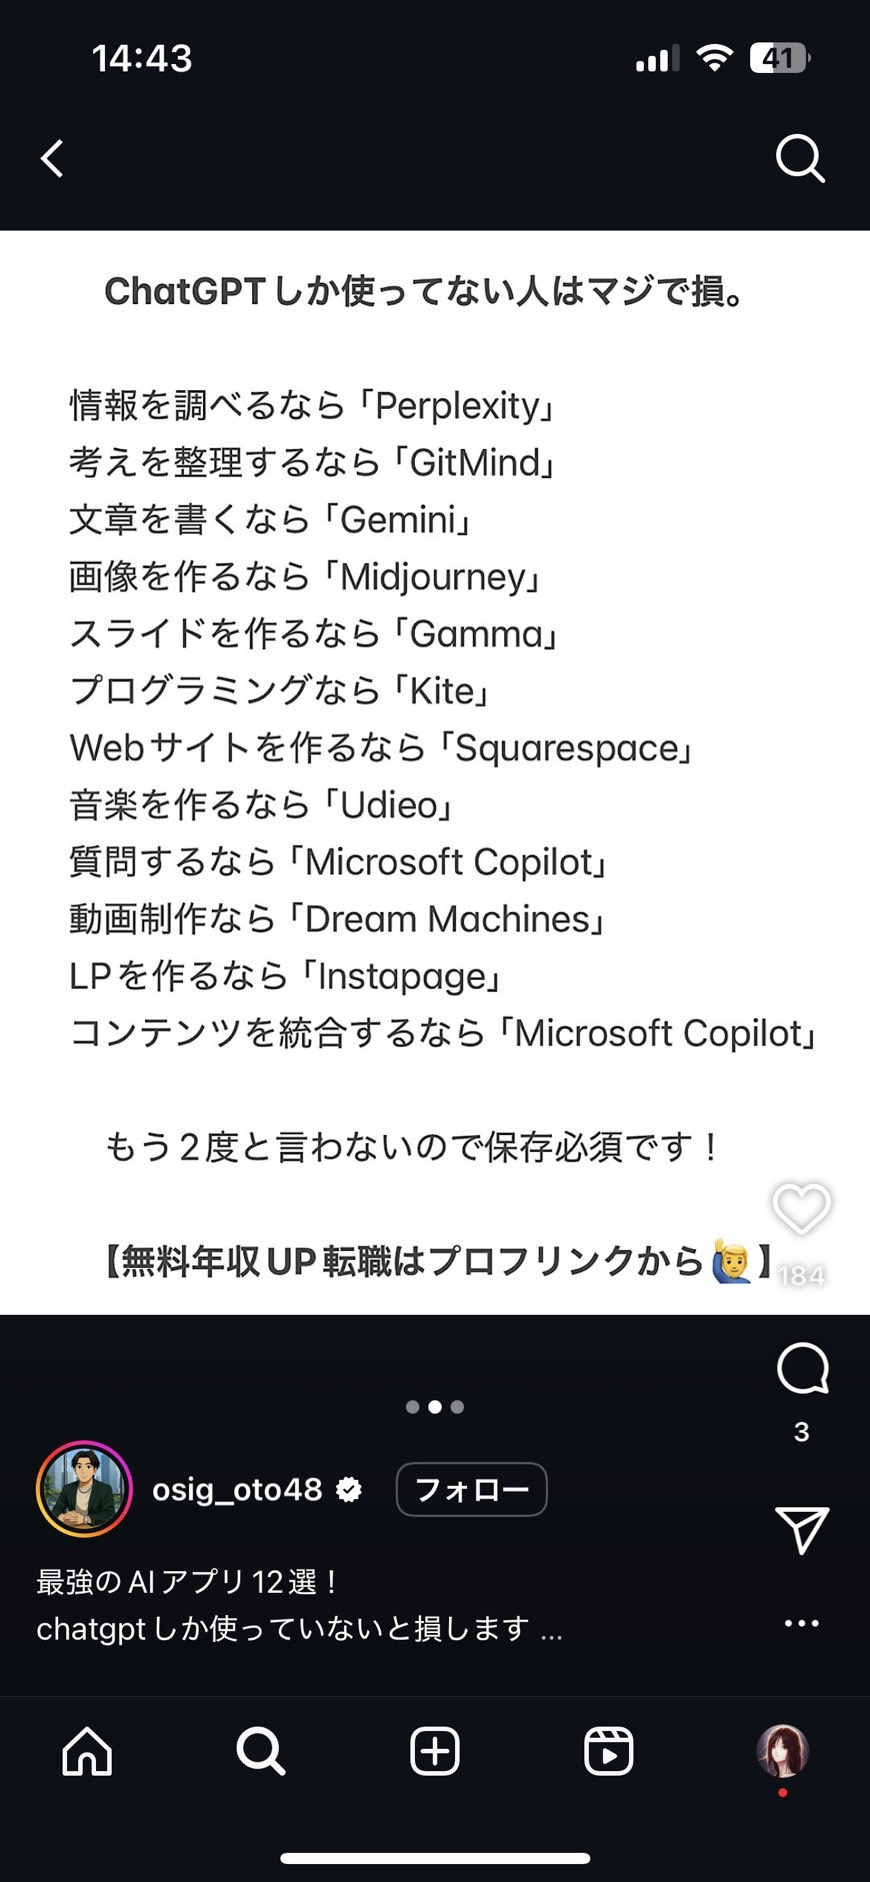 14:43
41
ChatGPTしか使ってない人はマジで損。
情報を調べるなら「Perplexity」
考えを整理するなら「GitMind」
文章を書くなら「Gemini」
画像を作るなら「Midjourney」
スライドを作るなら「Gamma」
プログラミングなら「Kite」
Webサイトを作るなら「Squarespace」
音楽を作るなら「Udieo」
質問するなら「Microsoft Copilot」
動画制作なら「Dream Machines」
LPを作るなら「Instapage」
コンテンツを統合するなら「Microsoft Copilot」
もう2度と言わないので保存必須です！
【無料年収UP転職はプロフリンクから🙋‍♂️】
184
3
osig_oto48
フォロー
最強のAIアプリ12選！
chatgptしか使っていないと損します ...